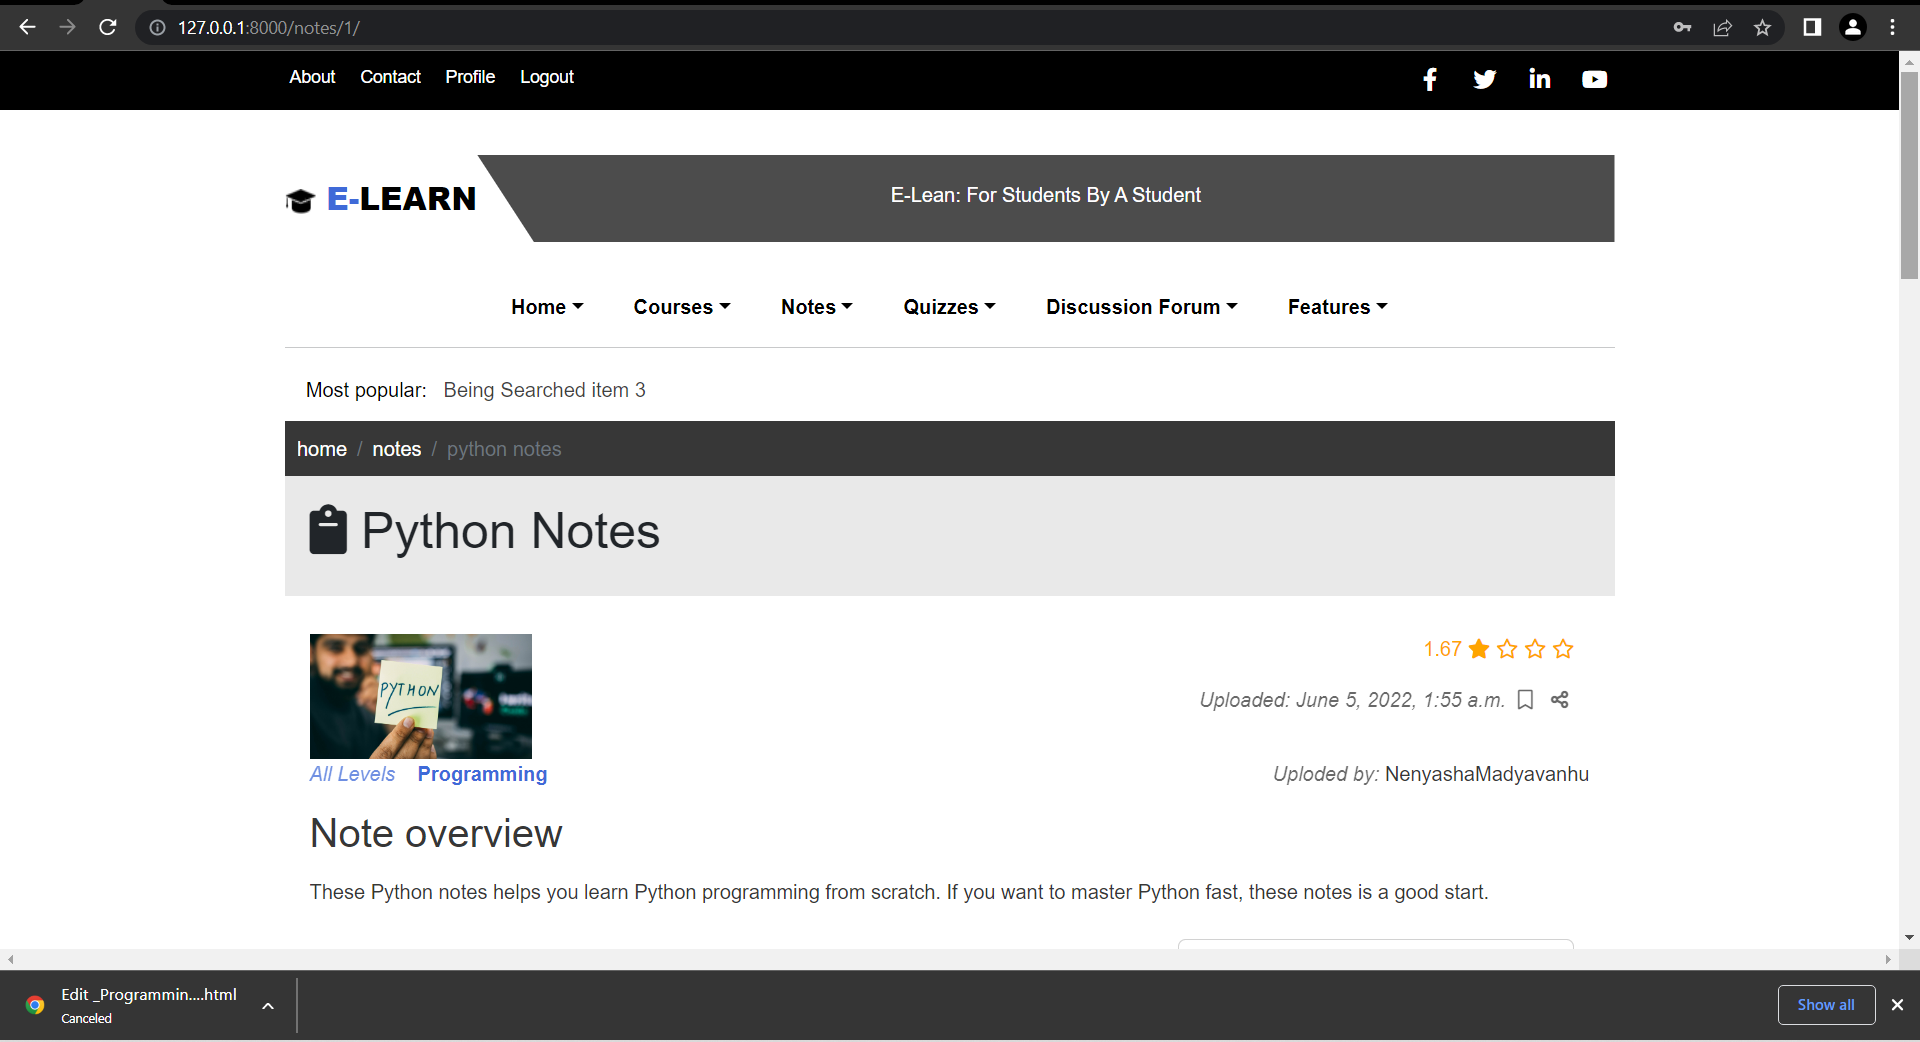 127.0.0.1:8000/notes/1/
About Contact Profile Logout
E-LEARN
E-Lean: For Students By A Student
Home Courses Notes Quizzes Discussion Forum Features
Most popular: Being Searched item 3
home / notes / python notes
Python Notes
PYTHON
1.67
Uploaded: June 5, 2022, 1:55 a.m.
All Levels Programming
Uploded by: NenyashaMadyavanhu
Note overview
These Python notes helps you learn Python programming from scratch. If you want to master Python fast, these notes is a good start.
Edit _Programmin....html
Canceled
Show all